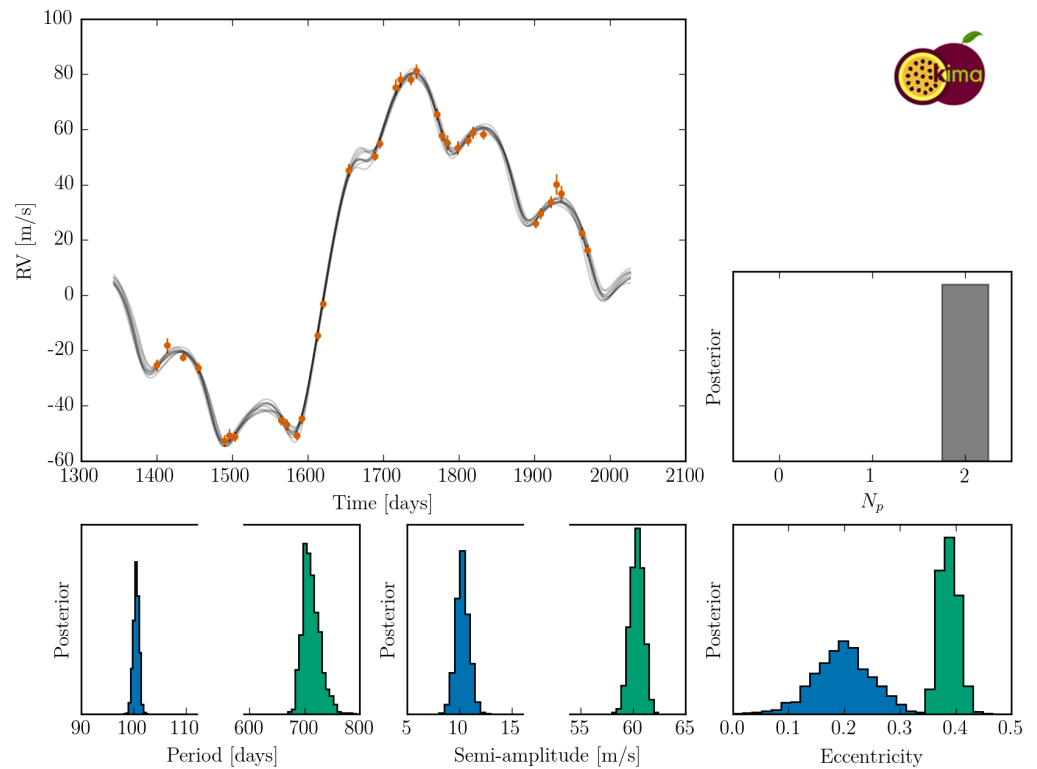 100
80
60
40
20
0
-20
-40
-60
RV [m/s]
1300 1400 1500 1600 1700 1800 1900 2000 2100
Time [days]
kima
Posterior
0 1 2
N_p
Posterior
90 100 110 600 700 800
Period [days]
Posterior
5 10 15 55 60 65
Semi-amplitude [m/s]
Posterior
0.0 0.1 0.2 0.3 0.4 0.5
Eccentricity